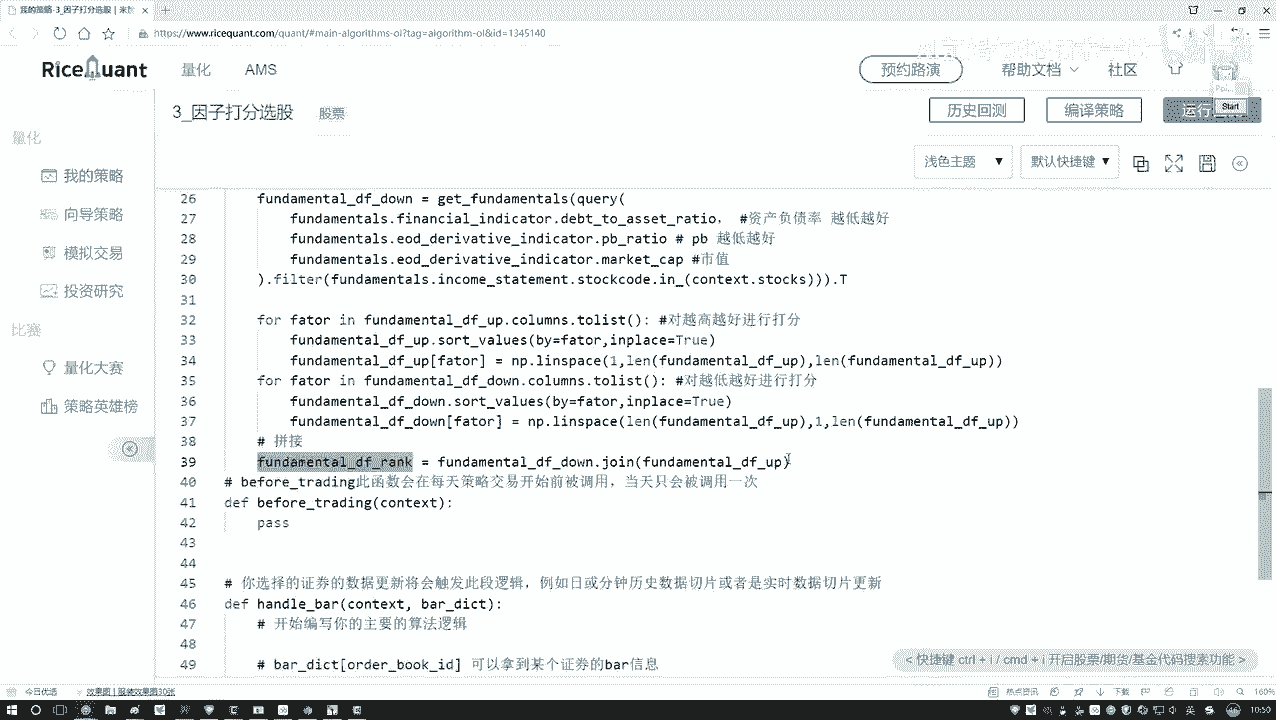 我的策略-3_因子打分选股
https://www.ricequant.com/quant/#main-algorithms-ol?tag=algorithm-ol&id=1345140
RiceQuant 量化 AMS 预约路演 帮助文档 社区
3_因子打分选股 股票 历史回测 编译策略 运行
Start
浅色主题 默认快捷键
量化
我的策略
向导策略
模拟交易
投资研究
比赛
量化大赛
策略英雄榜
26 fundamental_df_down = get_fundamentals(query(
27 fundamentals.financial_indicator.debt_to_asset_ratio, #资产负债率 越低越好
28 fundamentals.eod_derivative_indicator.pb_ratio # pb 越低越好
29 fundamentals.eod_derivative_indicator.market_cap #市值
30 ).filter(fundamentals.income_statement.stockcode.in_(context.stocks))).T
31
32 for fator in fundamental_df_up.columns.tolist(): #对越高越好进行打分
33 fundamental_df_up.sort_values(by=fator,inplace=True)
34 fundamental_df_up[fator] = np.linspace(1,len(fundamental_df_up),len(fundamental_df_up))
35 for fator in fundamental_df_down.columns.tolist(): #对越低越好进行打分
36 fundamental_df_down.sort_values(by=fator,inplace=True)
37 fundamental_df_down[fator] = np.linspace(len(fundamental_df_up),1,len(fundamental_df_up))
38 # 拼接
39 fundamental_df_rank = fundamental_df_down.join(fundamental_df_up)
40 # before_trading此函数会在每天策略交易开始前被调用，当天只会被调用一次
41 def before_trading(context):
42 pass
43
44
45 # 你选择的证券的数据更新将会触发此段逻辑，例如日或分钟历史数据切片或者是实时数据切片更新
46 def handle_bar(context, bar_dict):
47 # 开始编写你的主要的算法逻辑
48
49 # bar_dict[order_book_id] 可以拿到某个证券的bar信息
< 快捷键 ctrl + i / cmd + i 开启股票/期货/基金代码搜索功能 >
今日优选 效果图|服装效果图30张 热点资讯 下载 160%
英 10:50